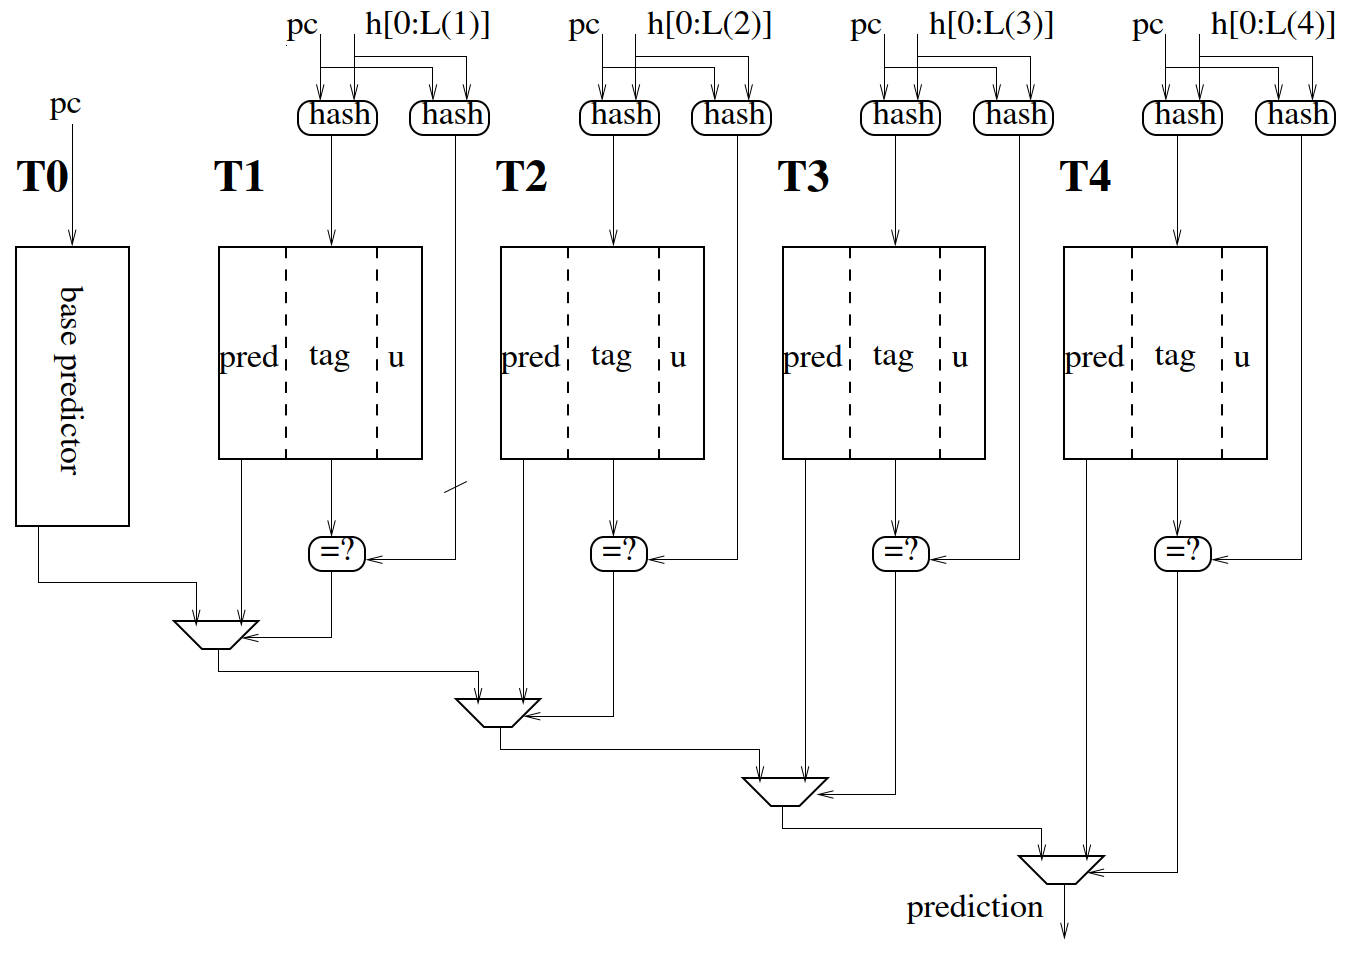 pc h[0:L(1)] pc h[0:L(2)] pc h[0:L(3)] pc h[0:L(4)]
pc hash hash hash hash hash hash hash hash
T0 T1 T2 T3 T4
base predictor
pred tag u pred tag u pred tag u pred tag u
=? =? =? =?
prediction